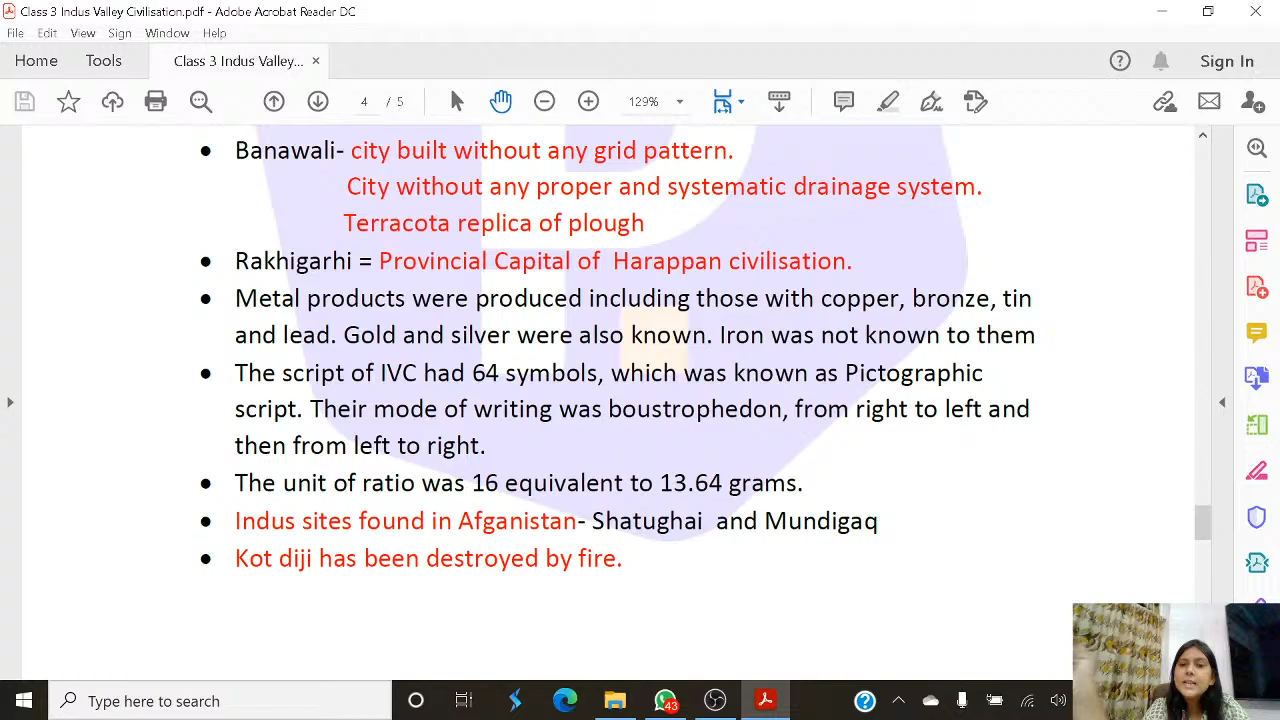 Class 3 Indus Valley Civilisation.pdf - Adobe Acrobat Reader DC
File Edit View Sign Window Help
Home Tools Class 3 Indus Valley... × Sign In
4 / 5 129%
• Banawali- city built without any grid pattern.
City without any proper and systematic drainage system.
Terracota replica of plough
• Rakhigarhi = Provincial Capital of Harappan civilisation.
• Metal products were produced including those with copper, bronze, tin
and lead. Gold and silver were also known. Iron was not known to them
• The script of IVC had 64 symbols, which was known as Pictographic
script. Their mode of writing was boustrophedon, from right to left and
then from left to right.
• The unit of ratio was 16 equivalent to 13.64 grams.
• Indus sites found in Afganistan- Shatughai and Mundigaq
• Kot diji has been destroyed by fire.
Type here to search 43